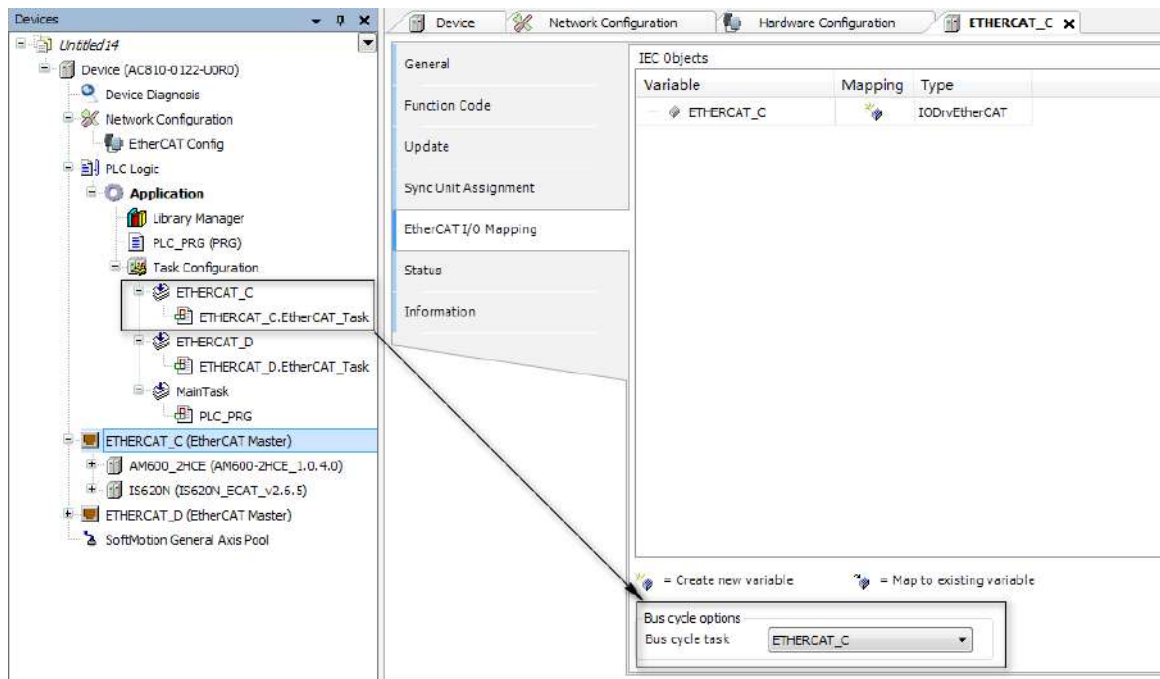 Devices
Untitled14
Device (AC810-0122-U0R0)
Device Diagnosis
Network Configuration
EtherCAT Config
PLC Logic
Application
Library Manager
PLC_PRG (PRG)
Task Configuration
ETHERCAT_C
ETHERCAT_C.EtherCAT_Task
ETHERCAT_D
ETHERCAT_D.EtherCAT_Task
MainTask
PLC_PRG
ETHERCAT_C (EtherCAT Master)
AM600_2HCE (AM600-2HCE_1.0.4.0)
IS620N (IS620N_ECAT_v2.6.5)
ETHERCAT_D (EtherCAT Master)
SoftMotion General Axis Pool
Device Network Configuration Hardware Configuration ETHERCAT_C
General
Function Code
Update
Sync Unit Assignment
EtherCAT I/O Mapping
Status
Information
IEC Objects
Variable Mapping Type
ETHERCAT_C IODrvEtherCAT
= Create new variable = Map to existing variable
Bus cycle options
Bus cycle task ETHERCAT_C